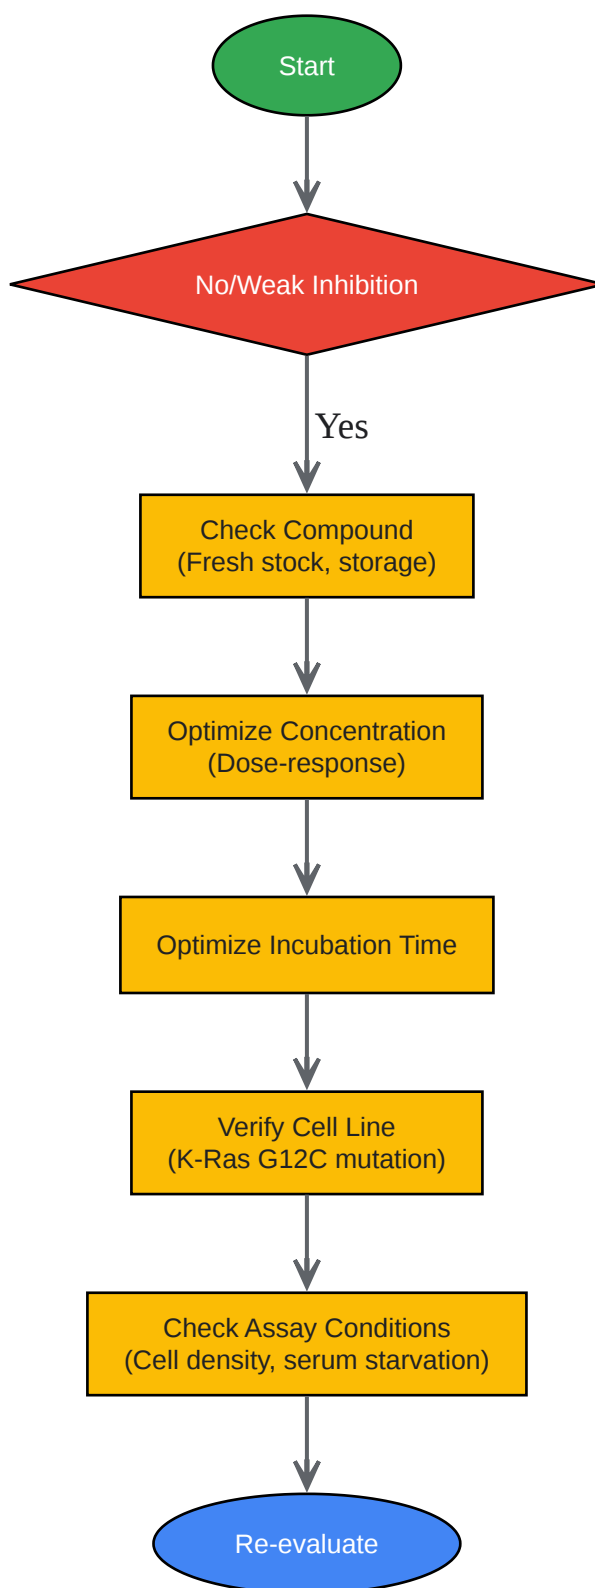 Start
No/Weak Inhibition
Yes
Check Compound
(Fresh stock, storage)
Optimize Concentration
(Dose-response)
Optimize Incubation Time
Verify Cell Line
(K-Ras G12C mutation)
Check Assay Conditions
(Cell density, serum starvation)
Re-evaluate